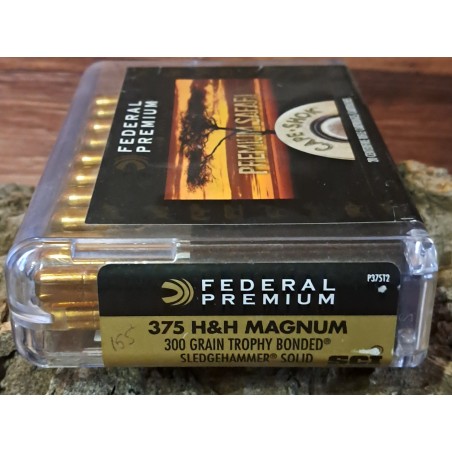 FEDERAL
PREMIUM
PREMIUM SAFARI
CAPE-SHOK
P375T2
FEDERAL
PREMIUM
375 H&H MAGNUM
300 GRAIN TROPHY BONDED®
SLEDGEHAMMER® SOLID
155